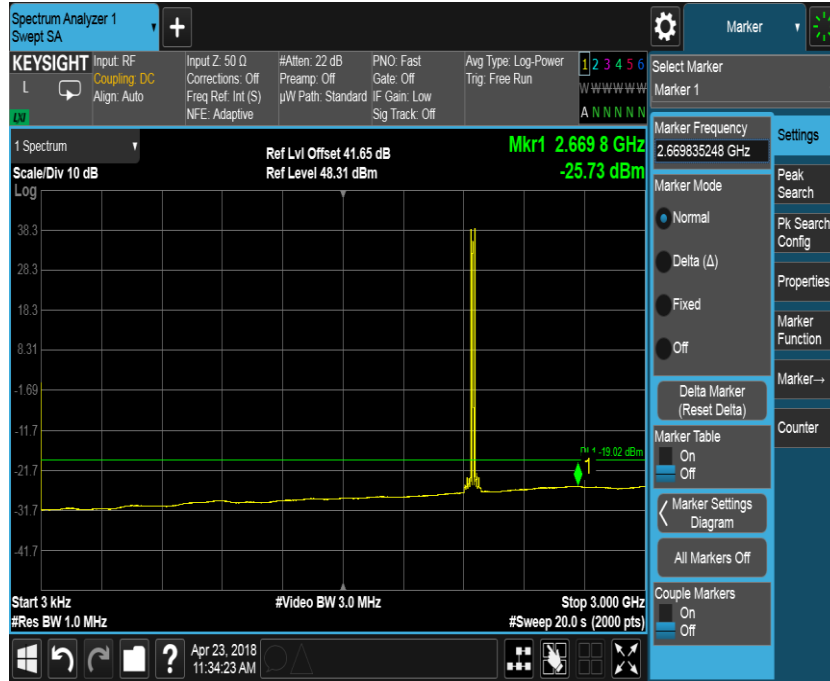 Spectrum Analyzer 1
Swept SA
+
Marker
KEYSIGHT
L
LXI
Input: RF
Coupling: DC
Align: Auto
Input Z: 50 Ω
Corrections: Off
Freq Ref: Int (S)
NFE: Adaptive
#Atten: 22 dB
Preamp: Off
µW Path: Standard
PNO: Fast
Gate: Off
IF Gain: Low
Sig Track: Off
Avg Type: Log-Power
Trig: Free Run
1 2 3 4 5 6
W W W W W W
A N N N N N
Select Marker
Marker 1
1 Spectrum
Scale/Div 10 dB
Log
Ref Lvl Offset 41.65 dB
Ref Level 48.31 dBm
Mkr1 2.669 8 GHz
-25.73 dBm
38.3
28.3
18.3
8.31
-1.69
-11.7
-21.7
-31.7
-41.7
DL1 -19.02 dBm
1
Start 3 kHz
#Res BW 1.0 MHz
#Video BW 3.0 MHz
Stop 3.000 GHz
#Sweep 20.0 s (2000 pts)
Marker Frequency
2.669835248 GHz
Marker Mode
Normal
Delta (Δ)
Fixed
Off
Delta Marker
(Reset Delta)
Marker Table
On
Off
Marker Settings
Diagram
All Markers Off
Couple Markers
On
Off
Settings
Peak
Search
Pk Search
Config
Properties
Marker
Function
Marker→
Counter
?
Apr 23, 2018
11:34:23 AM